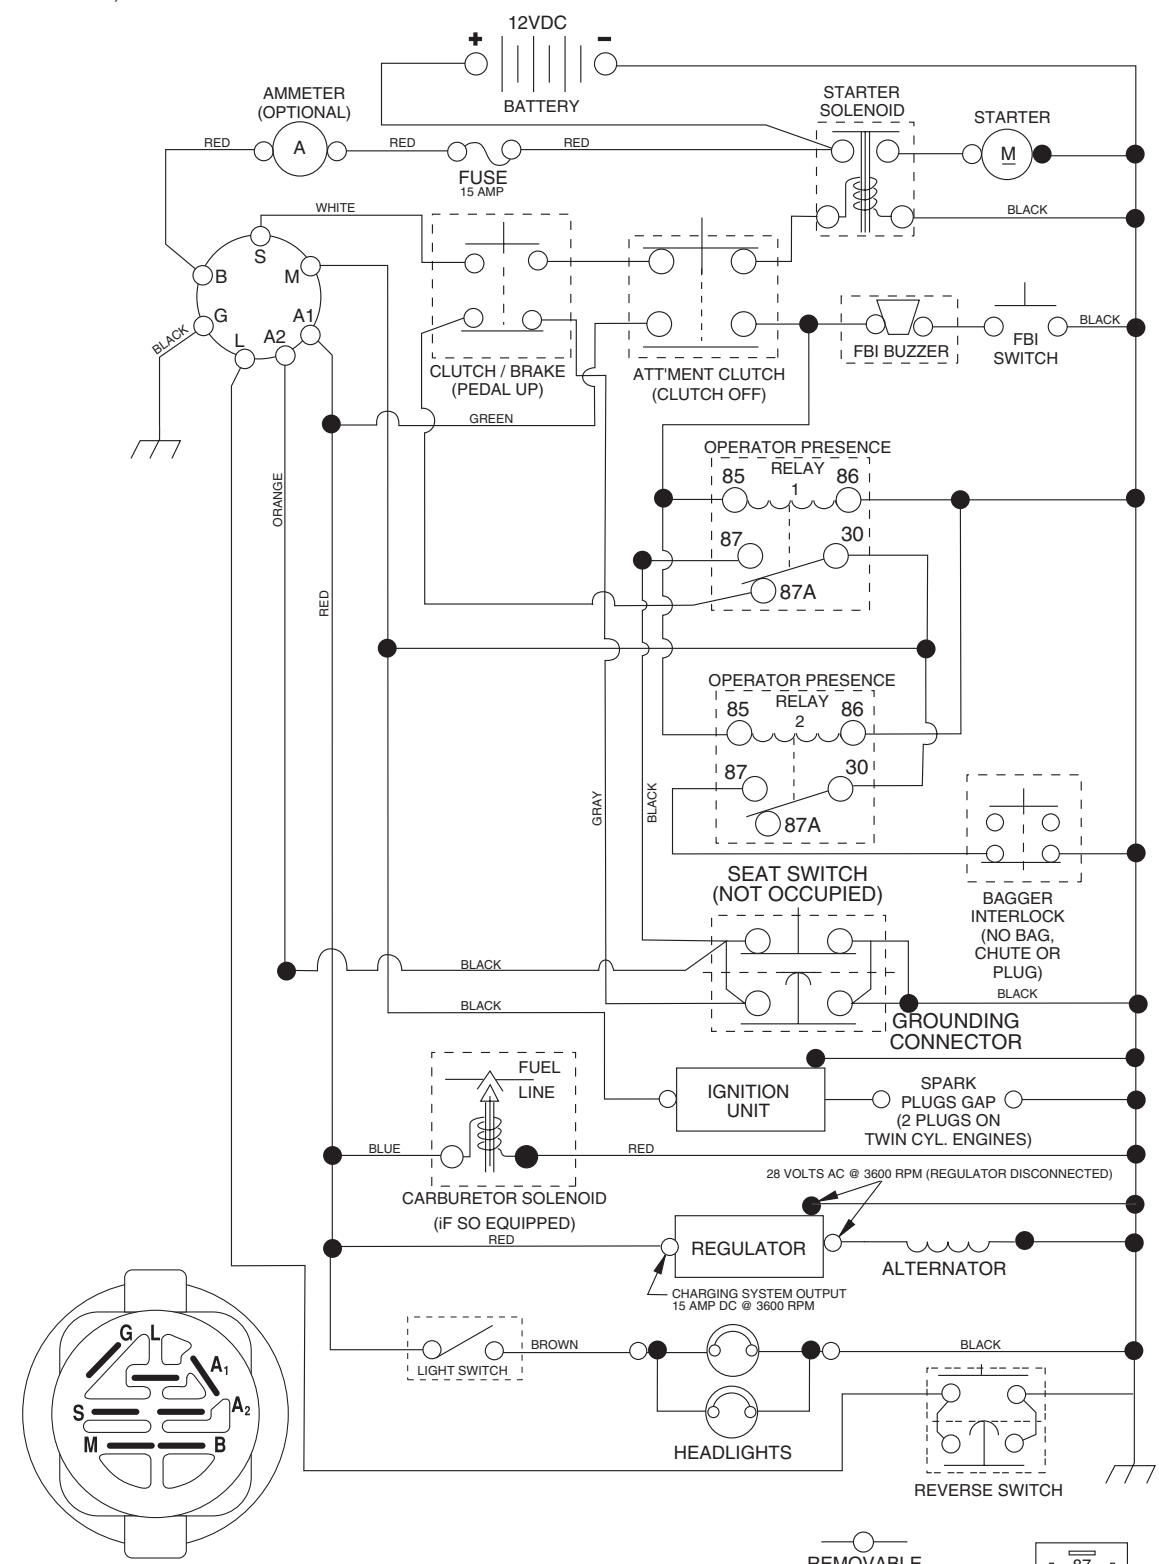 12VDC
+
−
BATTERY
AMMETER
(OPTIONAL)
STARTER
SOLENOID
STARTER
RED
A
RED
FUSE
15 AMP
RED
M
WHITE
BLACK
S
B
M
G
A1
L
A2
BLACK
CLUTCH / BRAKE
(PEDAL UP)
ATT'MENT CLUTCH
(CLUTCH OFF)
FBI BUZZER
FBI
SWITCH
BLACK
GREEN
OPERATOR PRESENCE
RELAY
1
85
86
87
30
87A
ORANGE
RED
OPERATOR PRESENCE
RELAY
2
85
86
87
30
87A
GRAY
BLACK
SEAT SWITCH
(NOT OCCUPIED)
BAGGER
INTERLOCK
(NO BAG,
CHUTE OR
PLUG)
BLACK
BLACK
BLACK
GROUNDING
CONNECTOR
FUEL
LINE
IGNITION
UNIT
SPARK
PLUGS GAP
(2 PLUGS ON
TWIN CYL. ENGINES)
BLUE
RED
CARBURETOR SOLENOID
(iF SO EQUIPPED)
28 VOLTS AC @ 3600 RPM (REGULATOR DISCONNECTED)
RED
REGULATOR
ALTERNATOR
CHARGING SYSTEM OUTPUT
15 AMP DC @ 3600 RPM
LIGHT SWITCH
BROWN
BLACK
HEADLIGHTS
REVERSE SWITCH
G
L
A1
S
A2
M
B
REMOVABLE
87